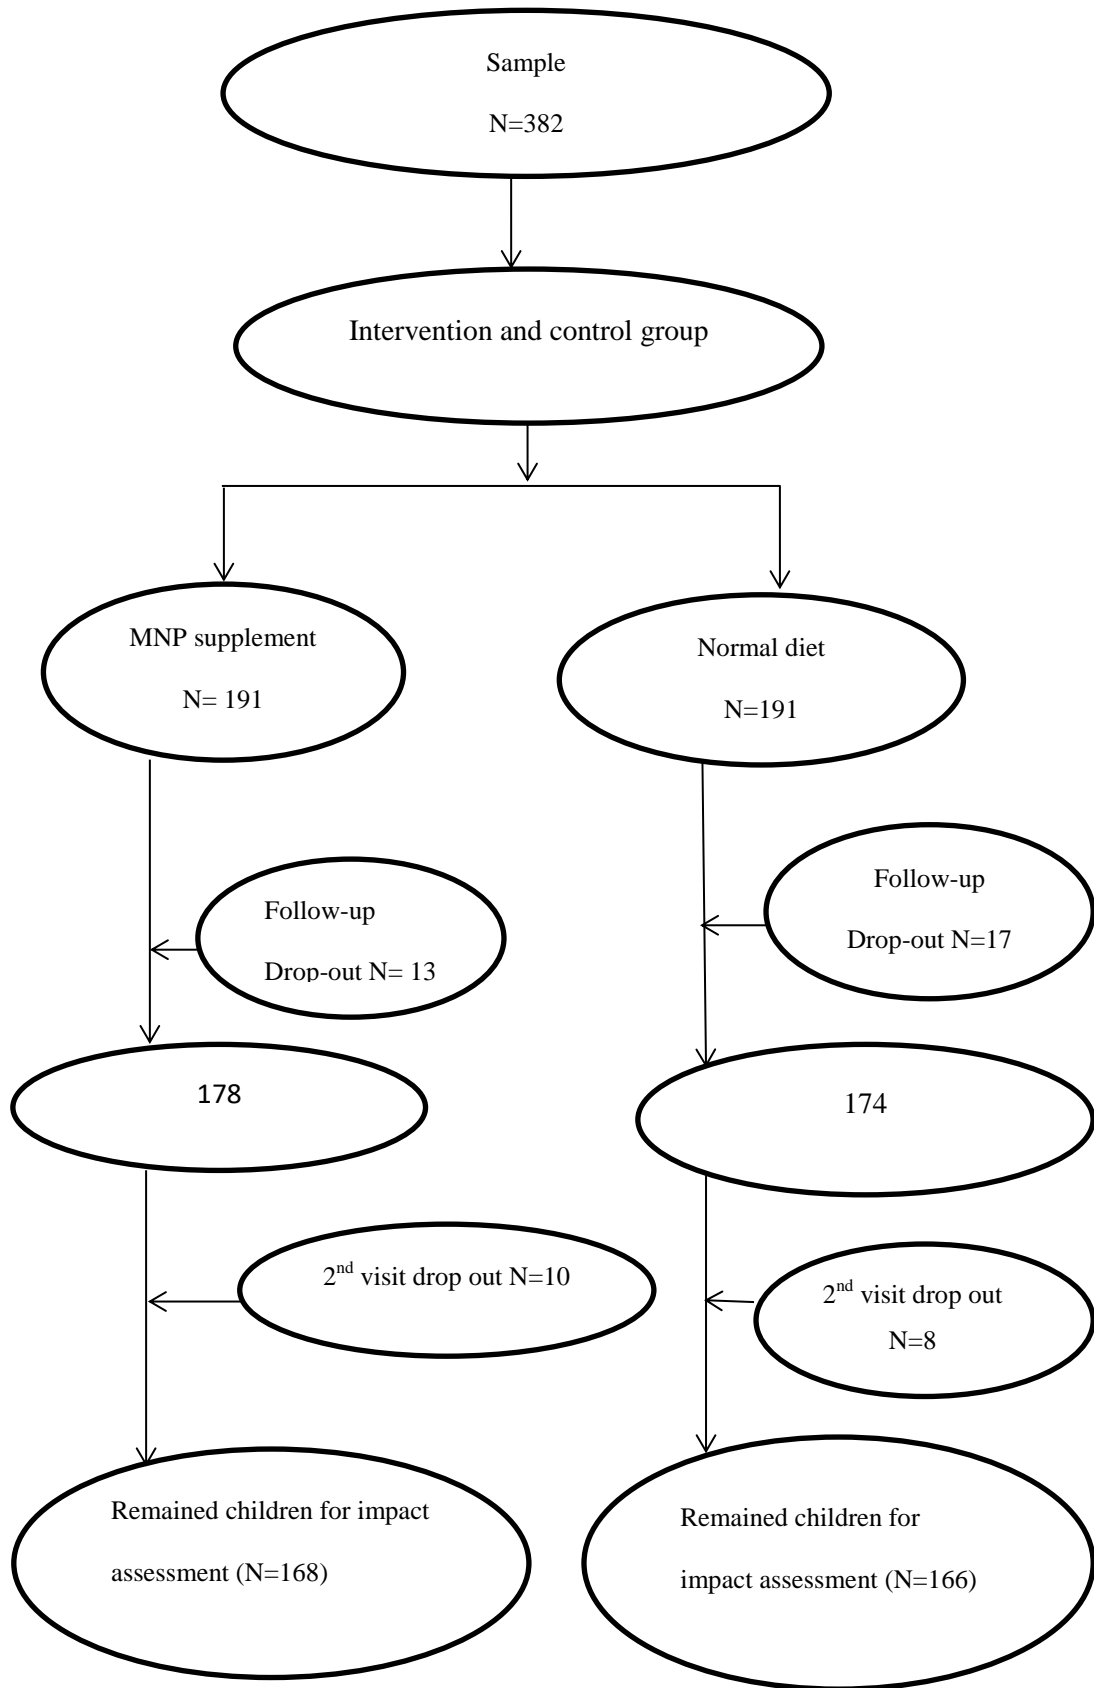 Sample
N=382
Intervention and control group
MNP supplement
N= 191
Normal diet
N=191
Follow-up
Drop-out N= 13
Follow-up
Drop-out N=17
178
174
2nd visit drop out N=10
2nd visit drop out
N=8
Remained children for impact
assessment (N=168)
Remained children for
impact assessment (N=166)